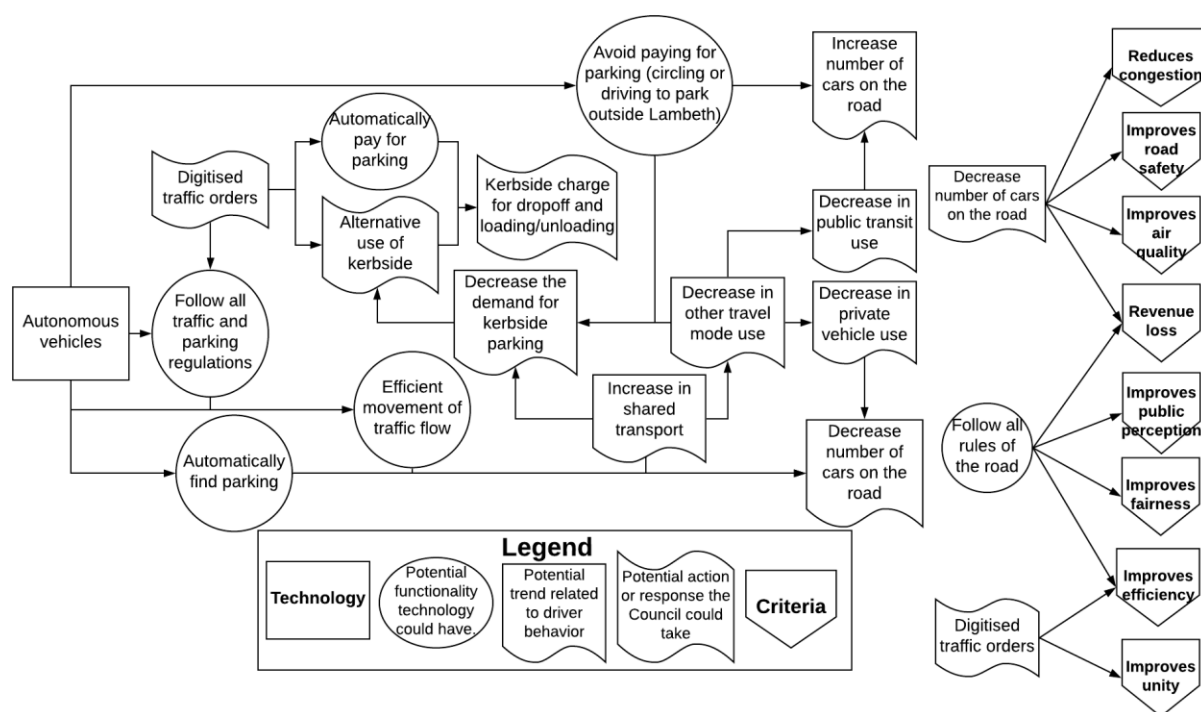 Avoid paying for
parking (circling or
driving to park
outside Lambeth)
Increase
number of
cars on the
road
Automatically
pay for
parking
Digitised
traffic orders
Kerbside charge
for dropoff and
loading/unloading
Alternative
use of
kerbside
Decrease
in public
transit use
Autonomous
vehicles
Follow all
traffic and
parking
regulations
Decrease the
demand for
kerbside
parking
Decrease in
other travel
mode use
Decrease in
private
vehicle use
Efficient
movement of
traffic flow
Increase in
shared
transport
Automatically
find parking
Decrease
number of
cars on the
road
Decrease
number of cars
on the road
Reduces
congestion
Improves
road
safety
Improves
air
quality
Revenue
loss
Follow all
rules of
the road
Improves
public
perception
Improves
fairness
Improves
efficiency
Digitised
traffic orders
Improves
unity
Legend
Technology
Potential
functionality
technology
could have.
Potential
trend related
to driver
behavior
Potential action
or response the
Council could
take
Criteria